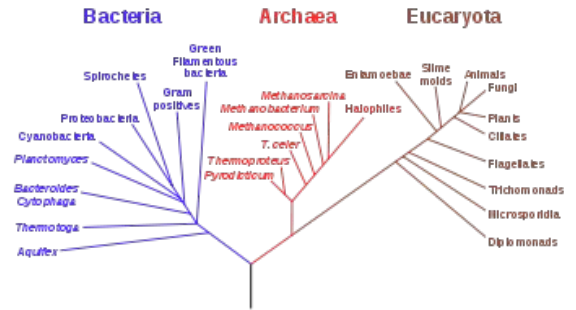 Bacteria
Archaea
Eucaryota
Green
Filamentous
bacteria
Spirochetes
Gram
positives
Proteobacteria
Cyanobacteria
Planctomyces
Bacteroides
Cytophaga
Thermotoga
Aquifex
Methanosarcina
Methanobacterium
Halophiles
Methanococcus
T. celer
Thermoproteus
Pyrodicticum
Entamoebae
Slime
molds
Animals
Fungi
Plants
Ciliates
Flagellates
Trichomonads
Microsporidia
Diplomonads